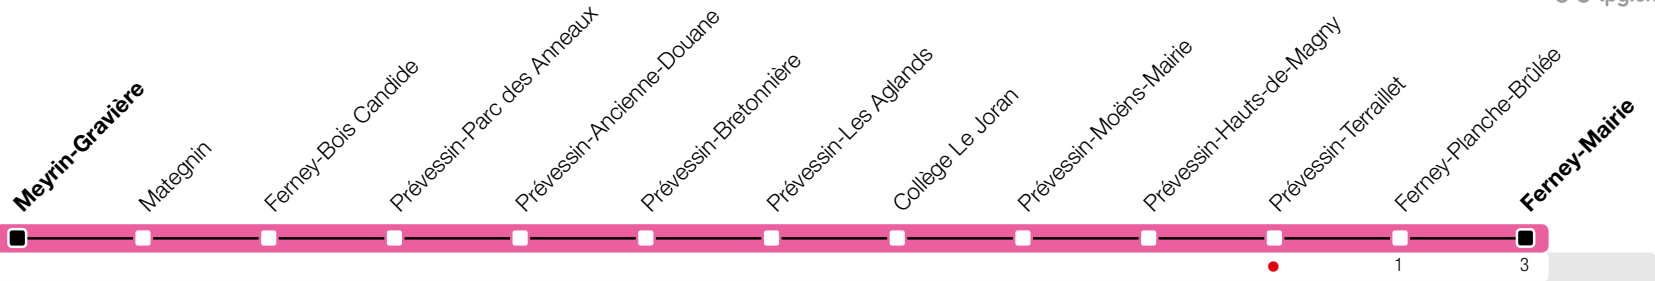 Meyrin-Gravière
Mategnin
Ferney-Bois Candide
Prévessin-Parc des Anneaux
Prévessin-Ancienne-Douane
Prévessin-Bretonnière
Prévessin-Les Aglands
Collège Le Joran
Prévessin-Moëns-Mairie
Prévessin-Hauts-de-Magny
Prévessin-Terraillet
Ferney-Planche-Brûlée
Ferney-Mairie
1
3